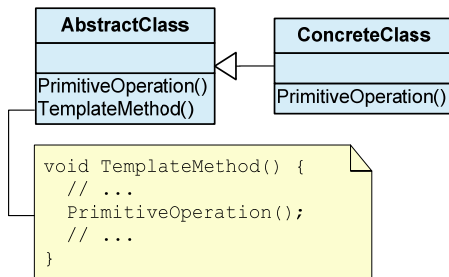 AbstractClass
PrimitiveOperation()
TemplateMethod()
ConcreteClass
PrimitiveOperation()
void TemplateMethod() {
  // ...
  PrimitiveOperation();
  // ...
}